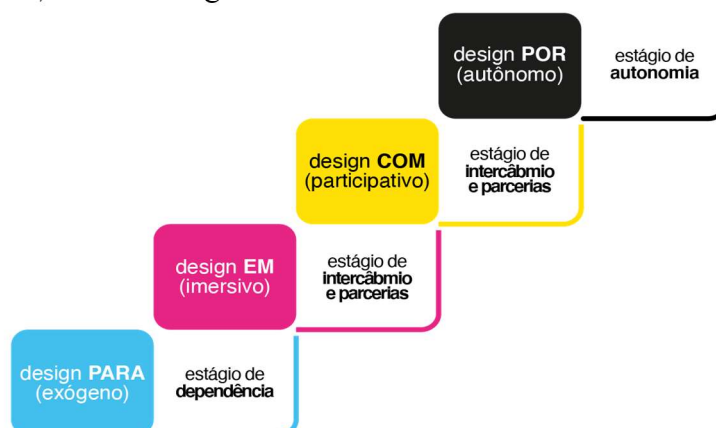 design POR
(autônomo)
estágio de
autonomia
design COM
(participativo)
estágio de
intercâbmio
e parcerias
design EM
(imersivo)
estágio de
intercâbmio
e parcerias
design PARA
(exógeno)
estágio de
dependência